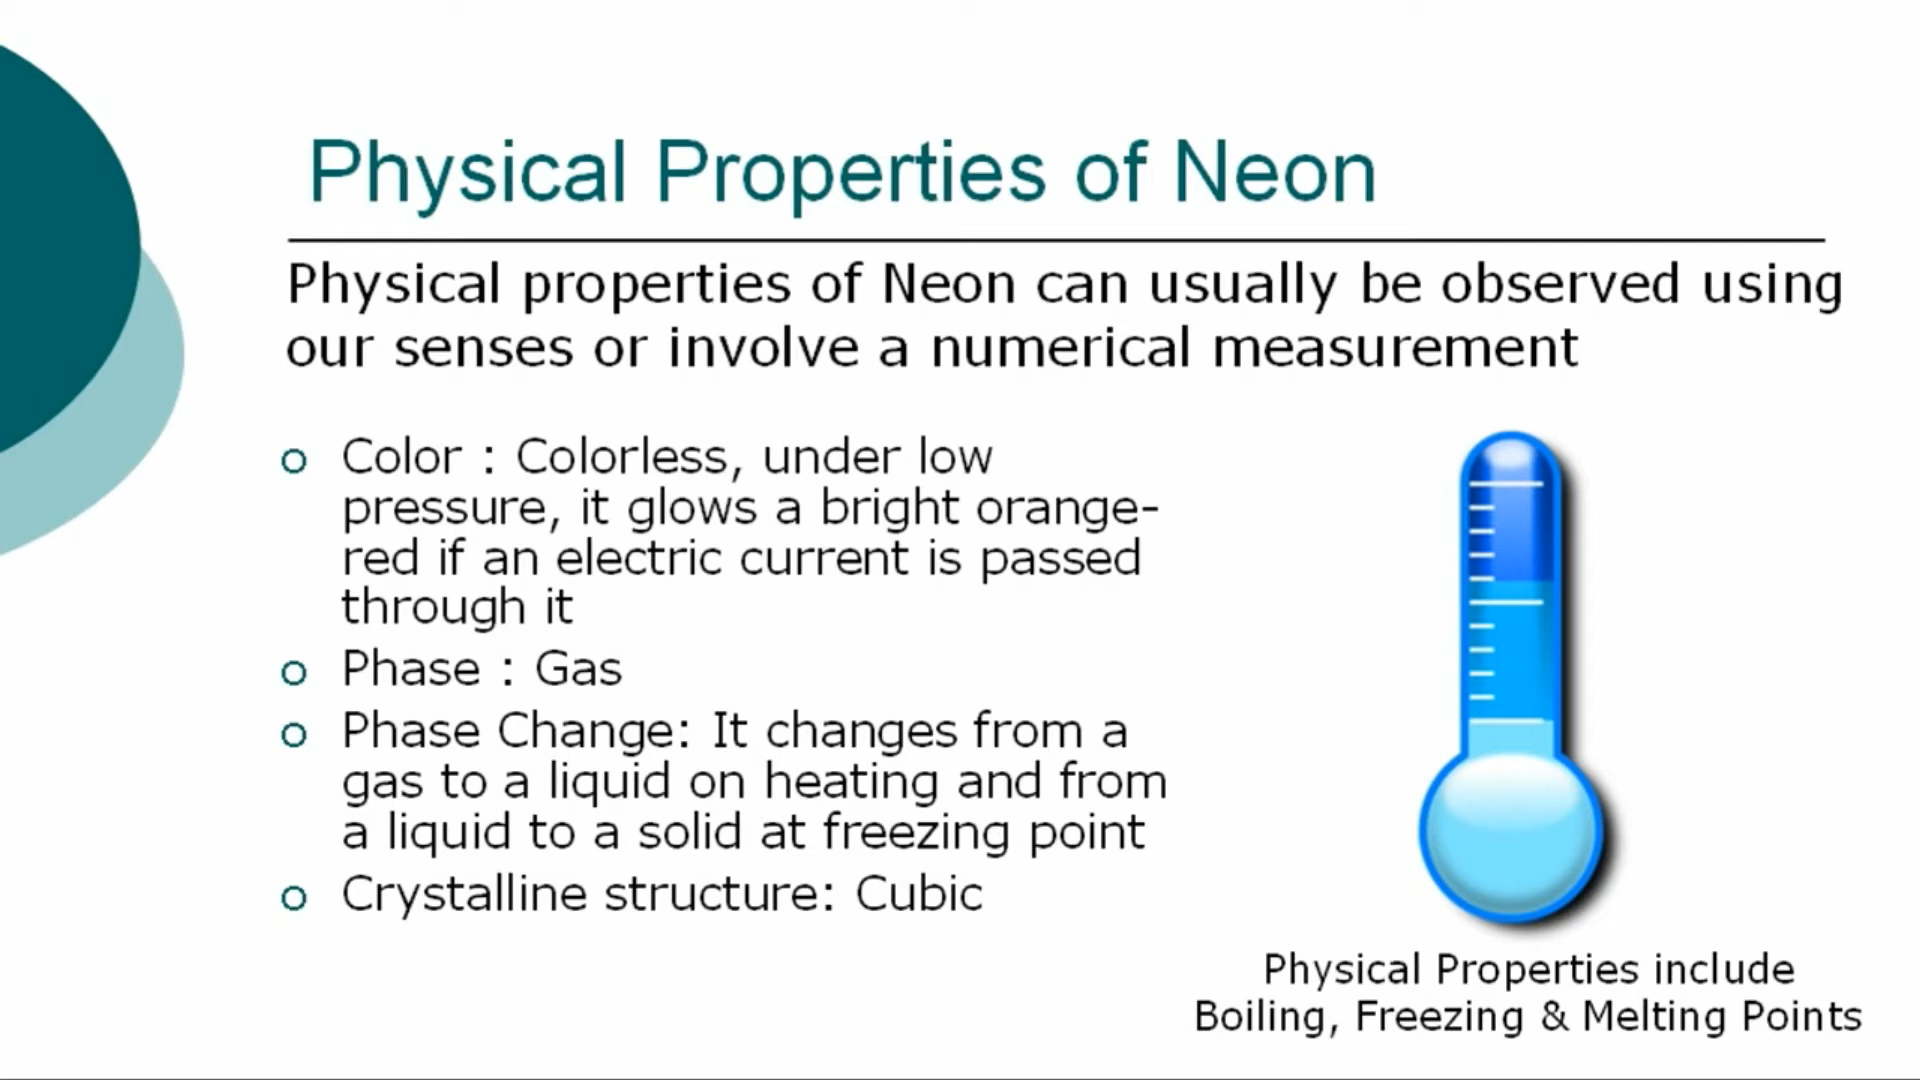 Physical Properties of Neon
Physical properties of Neon can usually be observed using
our senses or involve a numerical measurement
Color : Colorless, under low
pressure, it glows a bright orange-
red if an electric current is passed
through it
Phase : Gas
Phase Change: It changes from a
gas to a liquid on heating and from
a liquid to a solid at freezing point
Crystalline structure: Cubic
Physical Properties include
Boiling, Freezing & Melting Points